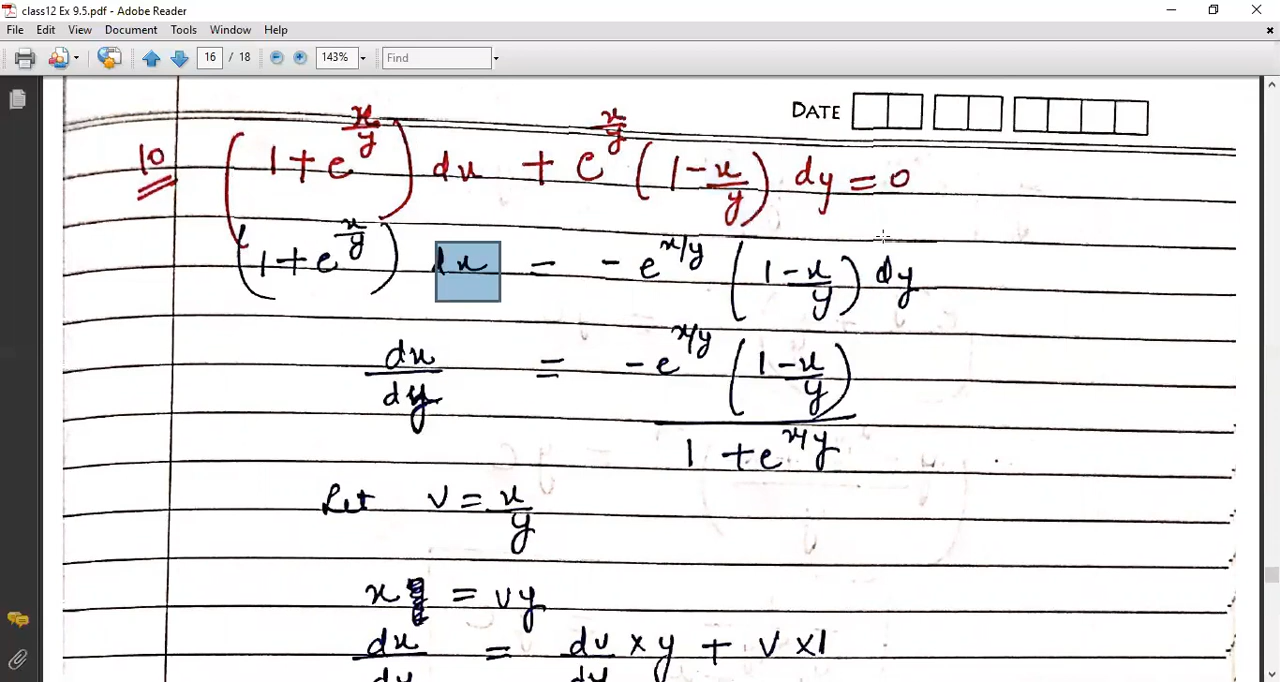 class12 Ex 9.5.pdf - Adobe Reader
File Edit View Document Tools Window Help
16 / 18 143% Find
DATE
10 (1 + e^(x/y)) dx + e^(x/y) (1 - x/y) dy = 0
(1 + e^(x/y)) dx = - e^(x/y) (1 - x/y) dy
dx/dy = - e^(x/y) (1 - x/y) / 1 + e^(x/y)
Let v = x/y
x = vy
dx/dy = dv/dy × y + v × 1